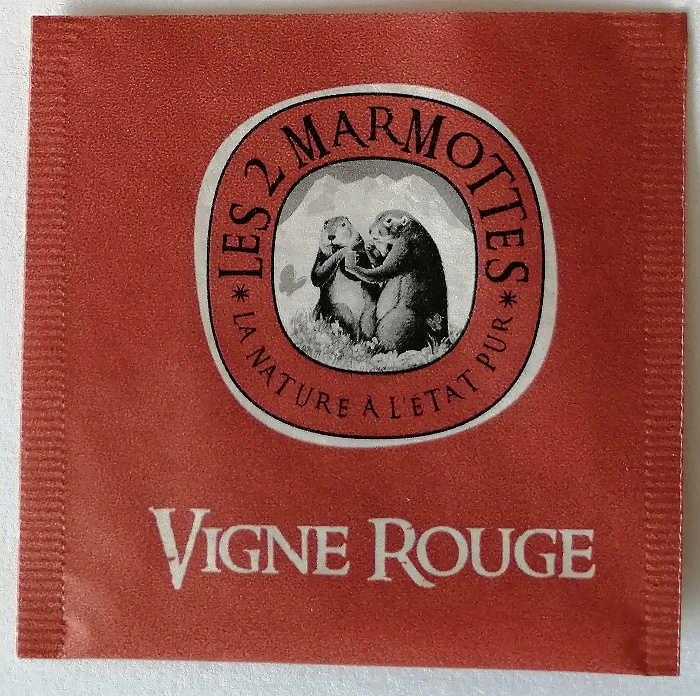 LES 2 MARMOTTES
* LA NATURE A L'ETAT PUR *
VIGNE ROUGE